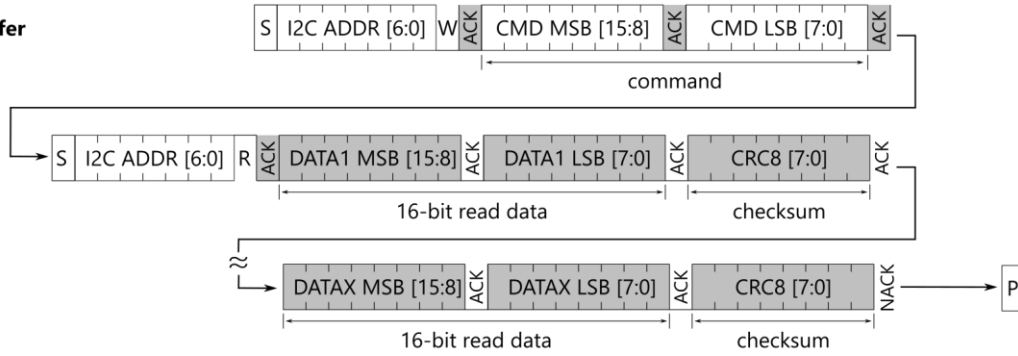 fer
S I2C ADDR [6:0] W ACK CMD MSB [15:8] ACK CMD LSB [7:0] ACK
command
S I2C ADDR [6:0] R ACK DATA1 MSB [15:8] ACK DATA1 LSB [7:0] ACK CRC8 [7:0] ACK
16-bit read data checksum
≈
DATAX MSB [15:8] ACK DATAX LSB [7:0] ACK CRC8 [7:0] NACK P
16-bit read data checksum